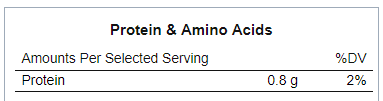 Protein & Amino Acids
Amounts Per Selected Serving %DV
Protein 0.8 g 2%